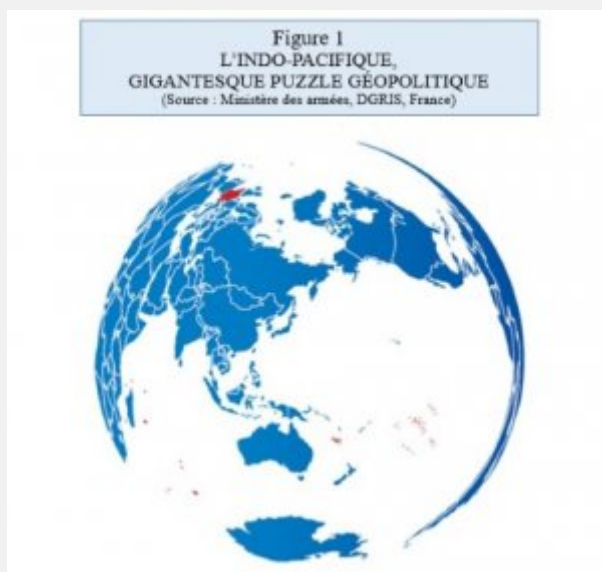 Figure 1
L'INDO-PACIFIQUE,
GIGANTESQUE PUZZLE GÉOPOLITIQUE
(Source : Ministère des armées, DGRIS, France)